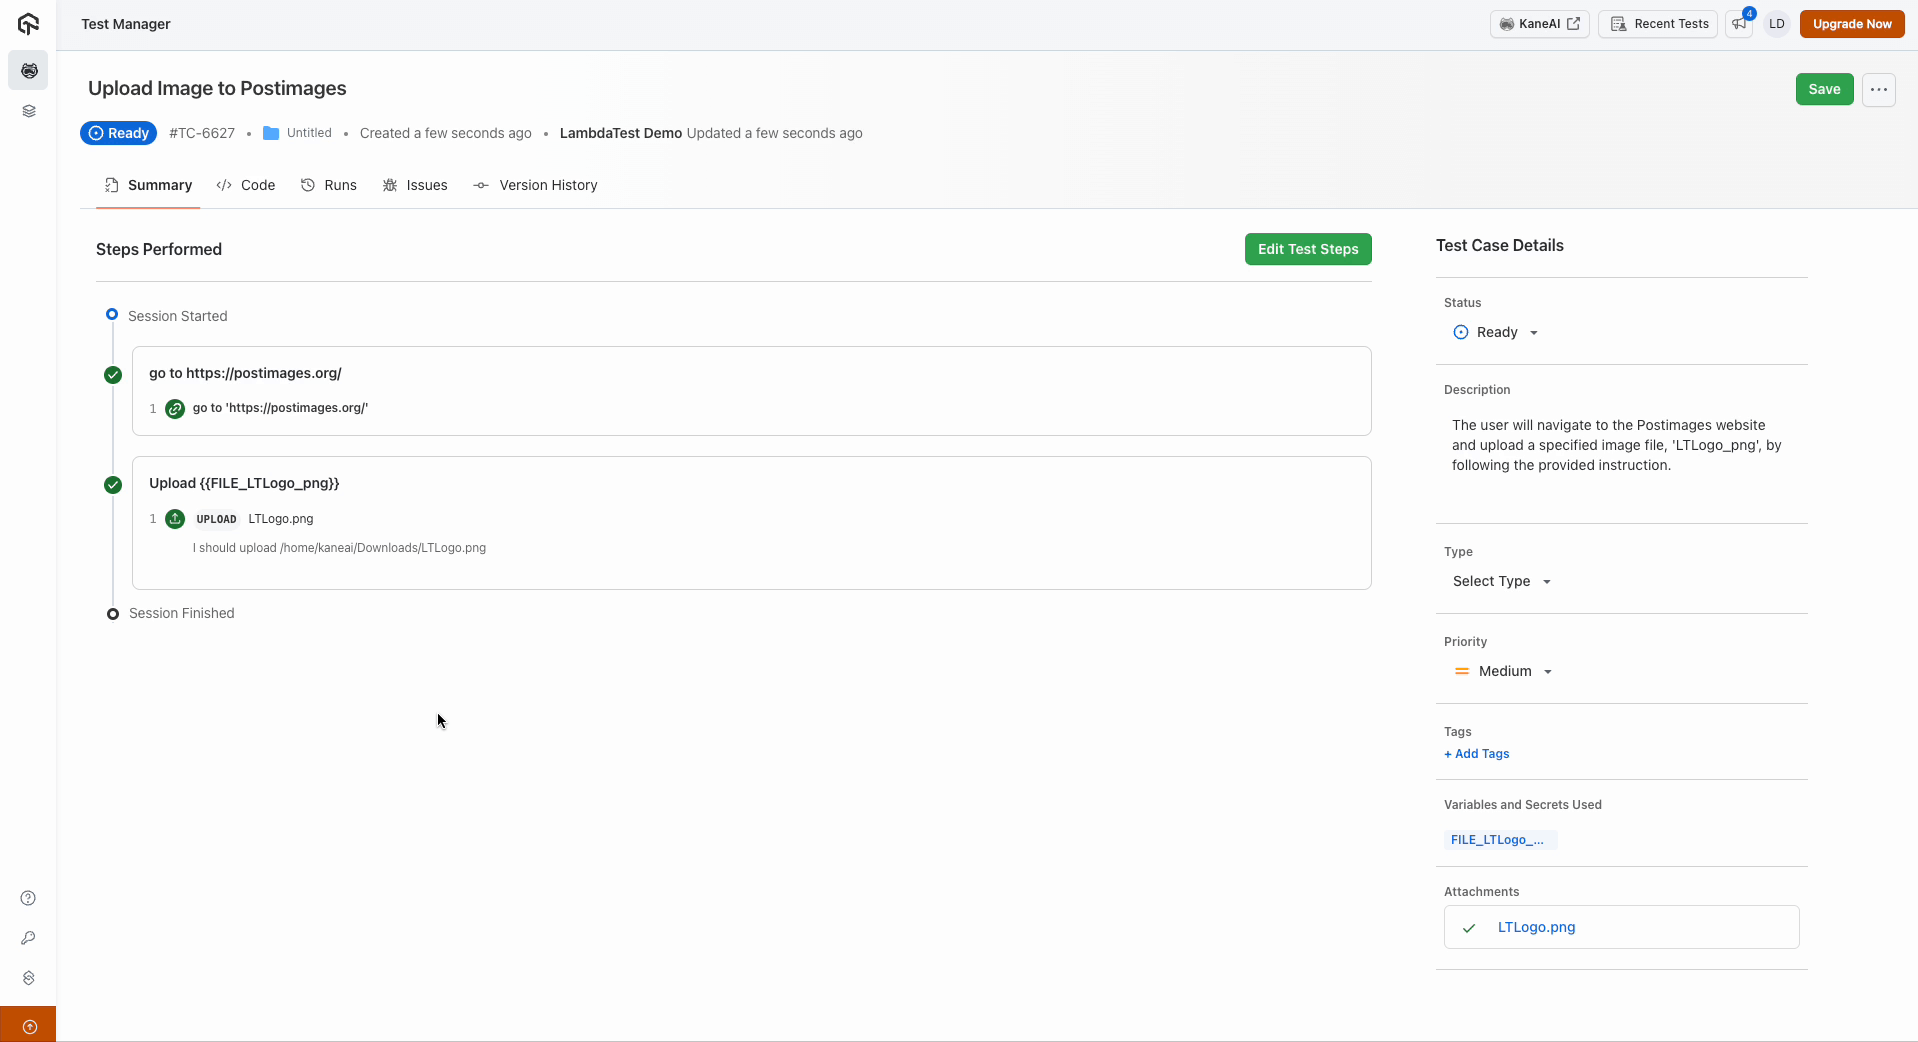 Test Manager
KaneAI
Recent Tests
4
LD
Upgrade Now
Upload Image to Postimages
Save
Ready #TC-6627 • Untitled • Created a few seconds ago • LambdaTest Demo Updated a few seconds ago
Summary
Code
Runs
Issues
Version History
Steps Performed
Edit Test Steps
Session Started
go to https://postimages.org/
1 go to 'https://postimages.org/'
Upload {{FILE_LTLogo_png}}
1 UPLOAD LTLogo.png
I should upload /home/kaneai/Downloads/LTLogo.png
Session Finished
Test Case Details
Status
Ready
Description
The user will navigate to the Postimages website
and upload a specified image file, 'LTLogo_png', by
following the provided instruction.
Type
Select Type
Priority
Medium
Tags
+ Add Tags
Variables and Secrets Used
FILE_LTLogo_...
Attachments
LTLogo.png